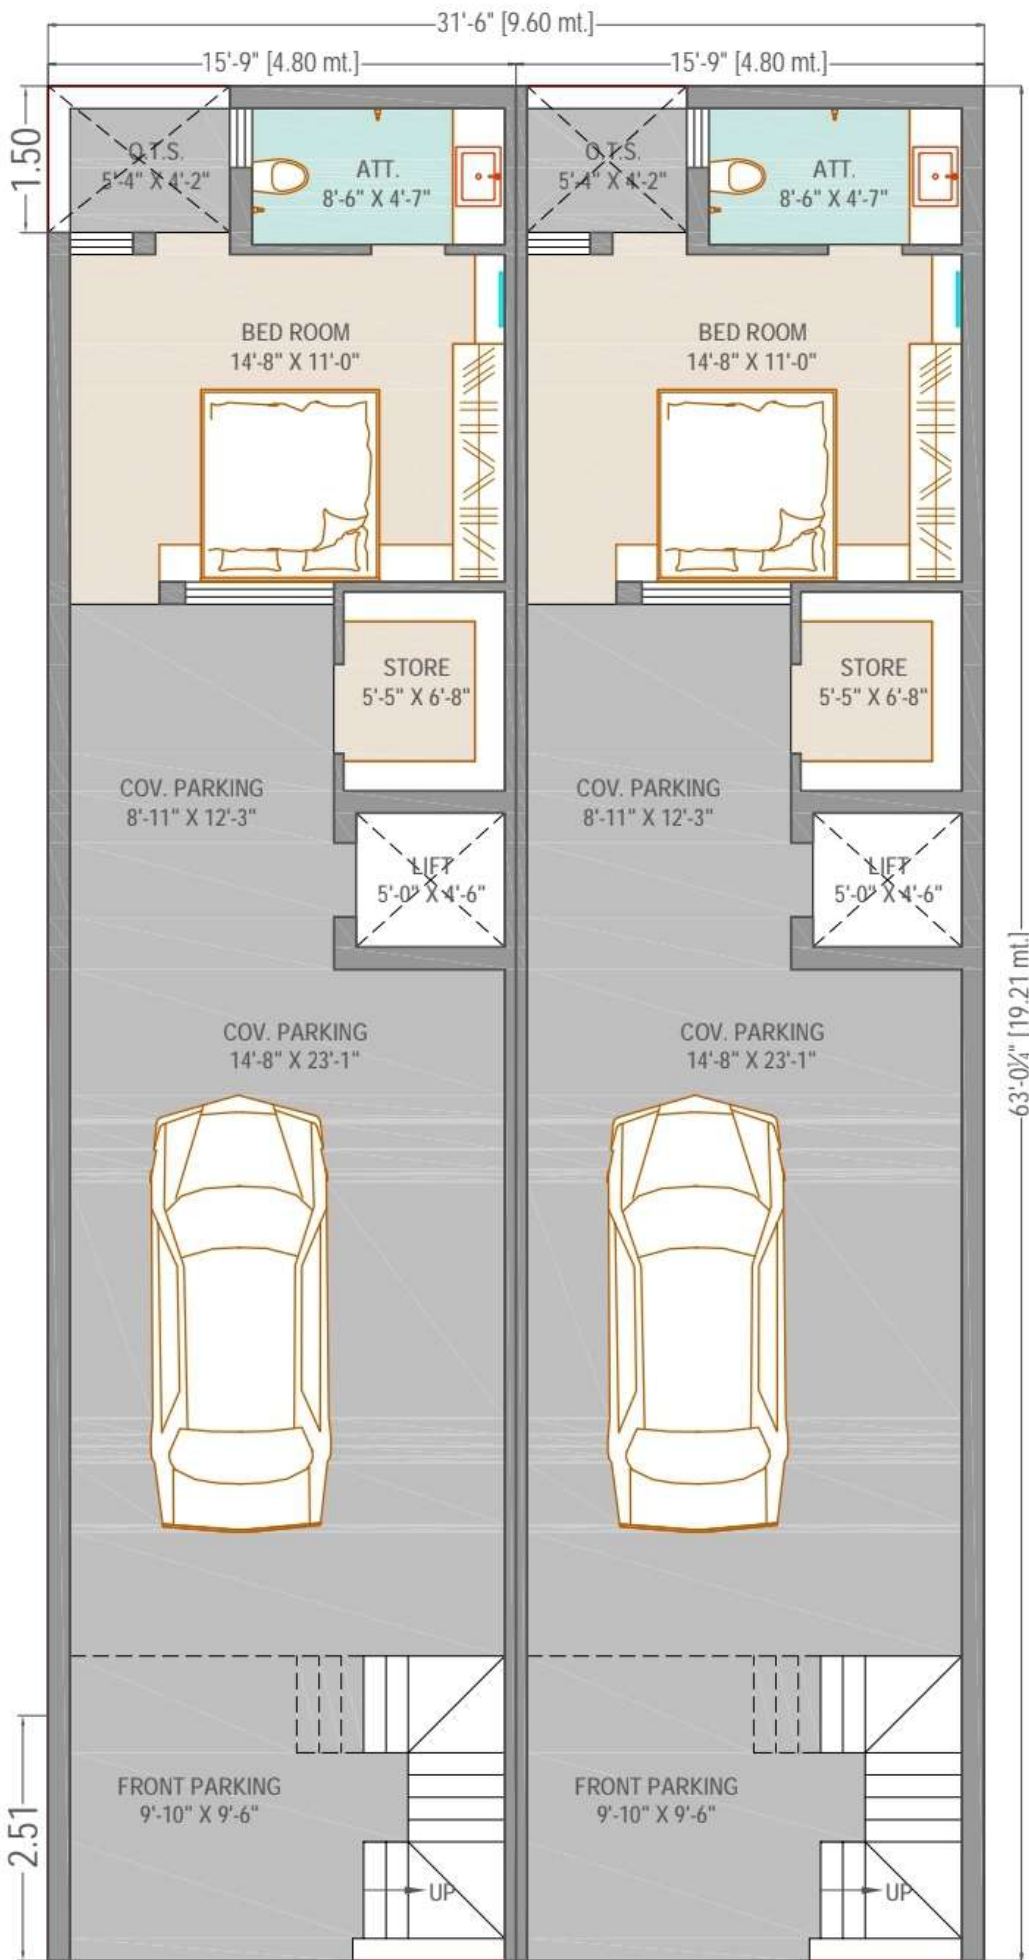 31'-6" [9.60 mt.]
15'-9" [4.80 mt.]
15'-9" [4.80 mt.]
1.50
O.T.S.
5'-4" X 4'-2"
ATT.
8'-6" X 4'-7"
O.T.S.
5'-4" X 4'-2"
ATT.
8'-6" X 4'-7"
BED ROOM
14'-8" X 11'-0"
BED ROOM
14'-8" X 11'-0"
STORE
5'-5" X 6'-8"
STORE
5'-5" X 6'-8"
COV. PARKING
8'-11" X 12'-3"
COV. PARKING
8'-11" X 12'-3"
LIFT
5'-0" X 4'-6"
LIFT
5'-0" X 4'-6"
63'-0¼" [19.21 mt.]
COV. PARKING
14'-8" X 23'-1"
COV. PARKING
14'-8" X 23'-1"
2.51
FRONT PARKING
9'-10" X 9'-6"
FRONT PARKING
9'-10" X 9'-6"
UP
UP